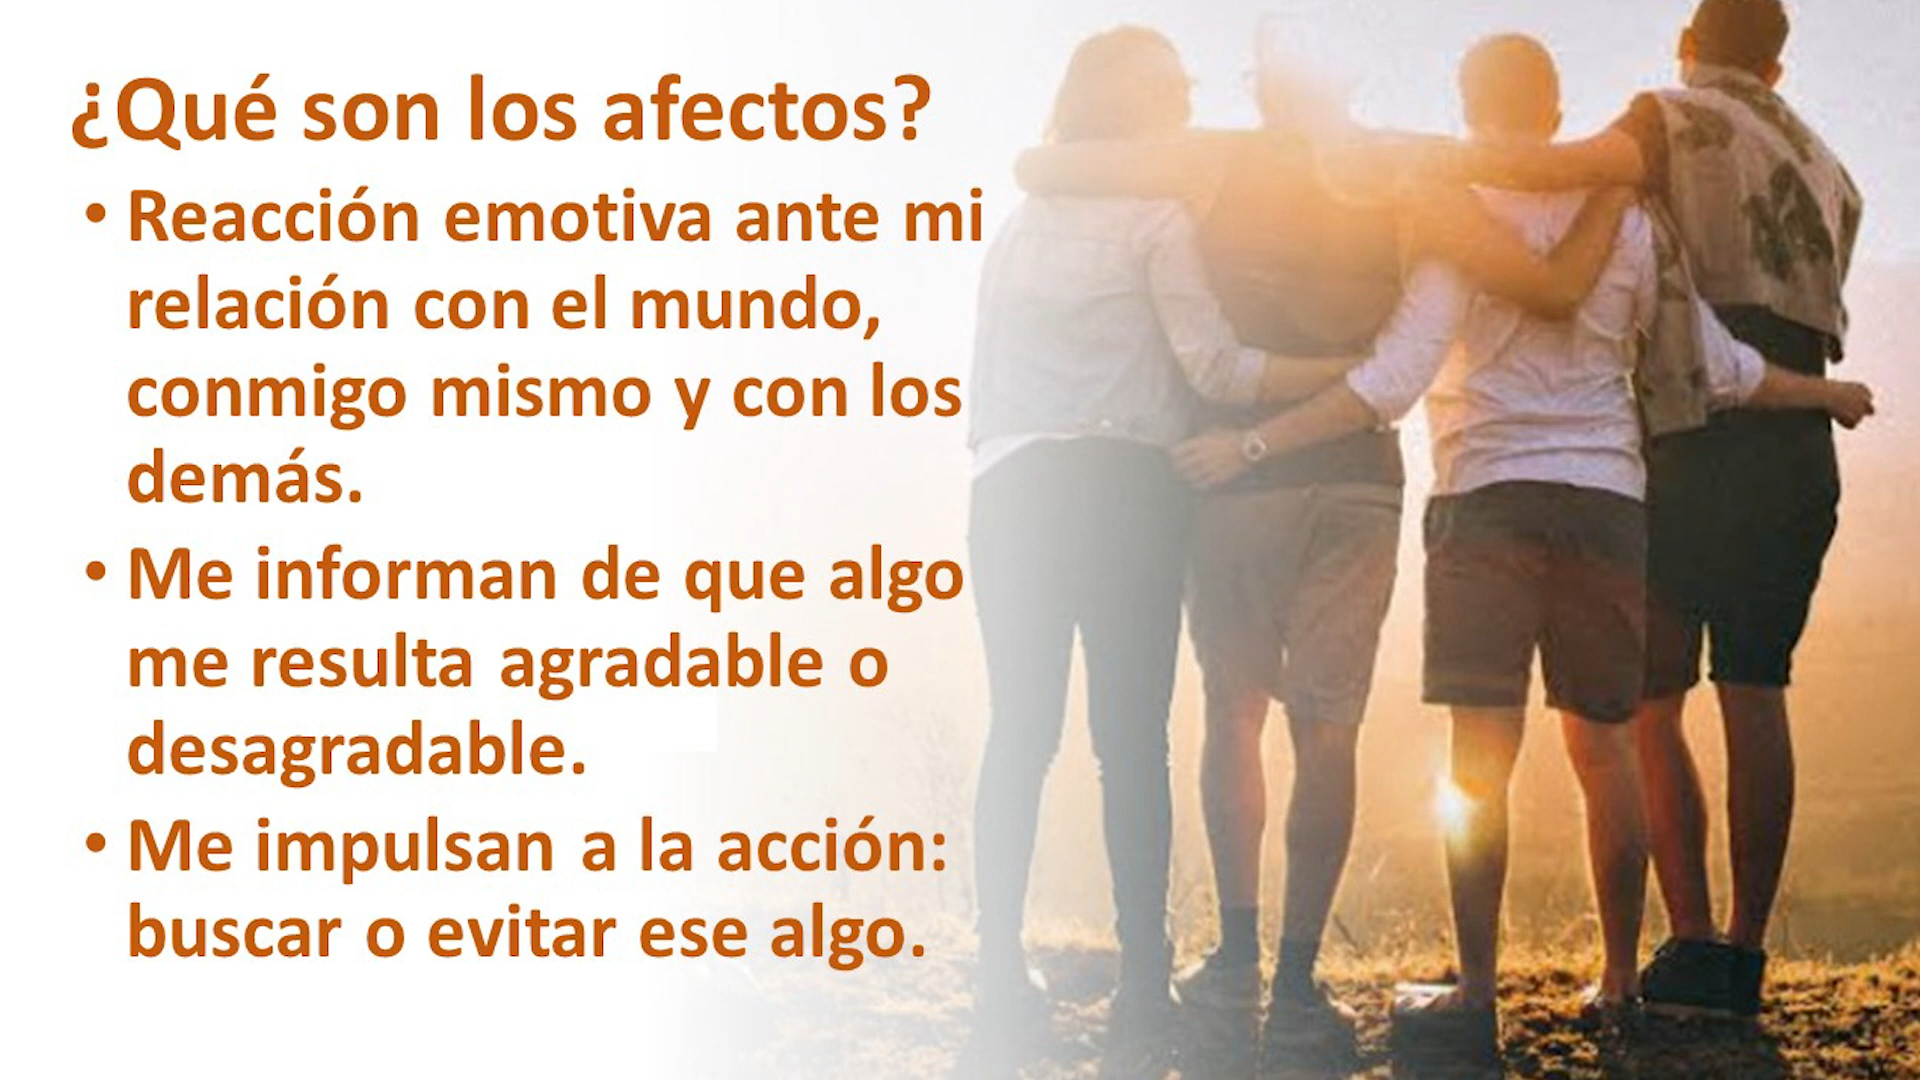 ¿Qué son los afectos?
• Reacción emotiva ante mi
relación con el mundo,
conmigo mismo y con los
demás.
• Me informan de que algo
me resulta agradable o
desagradable.
• Me impulsan a la acción:
buscar o evitar ese algo.